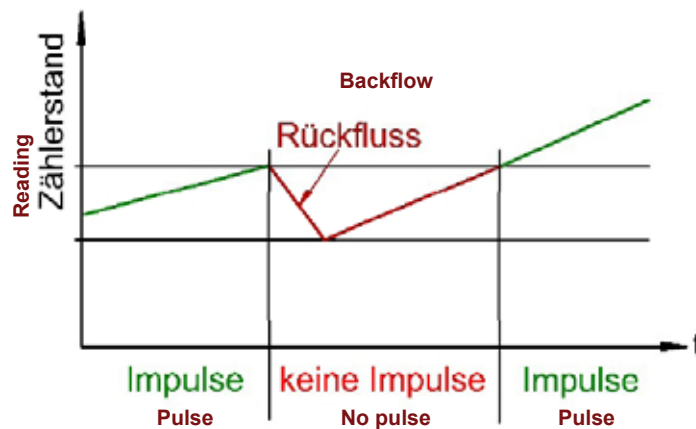 Backflow
Rückfluss
Reading
Zählerstand
t
Impulse
keine Impulse
Impulse
Pulse
No pulse
Pulse